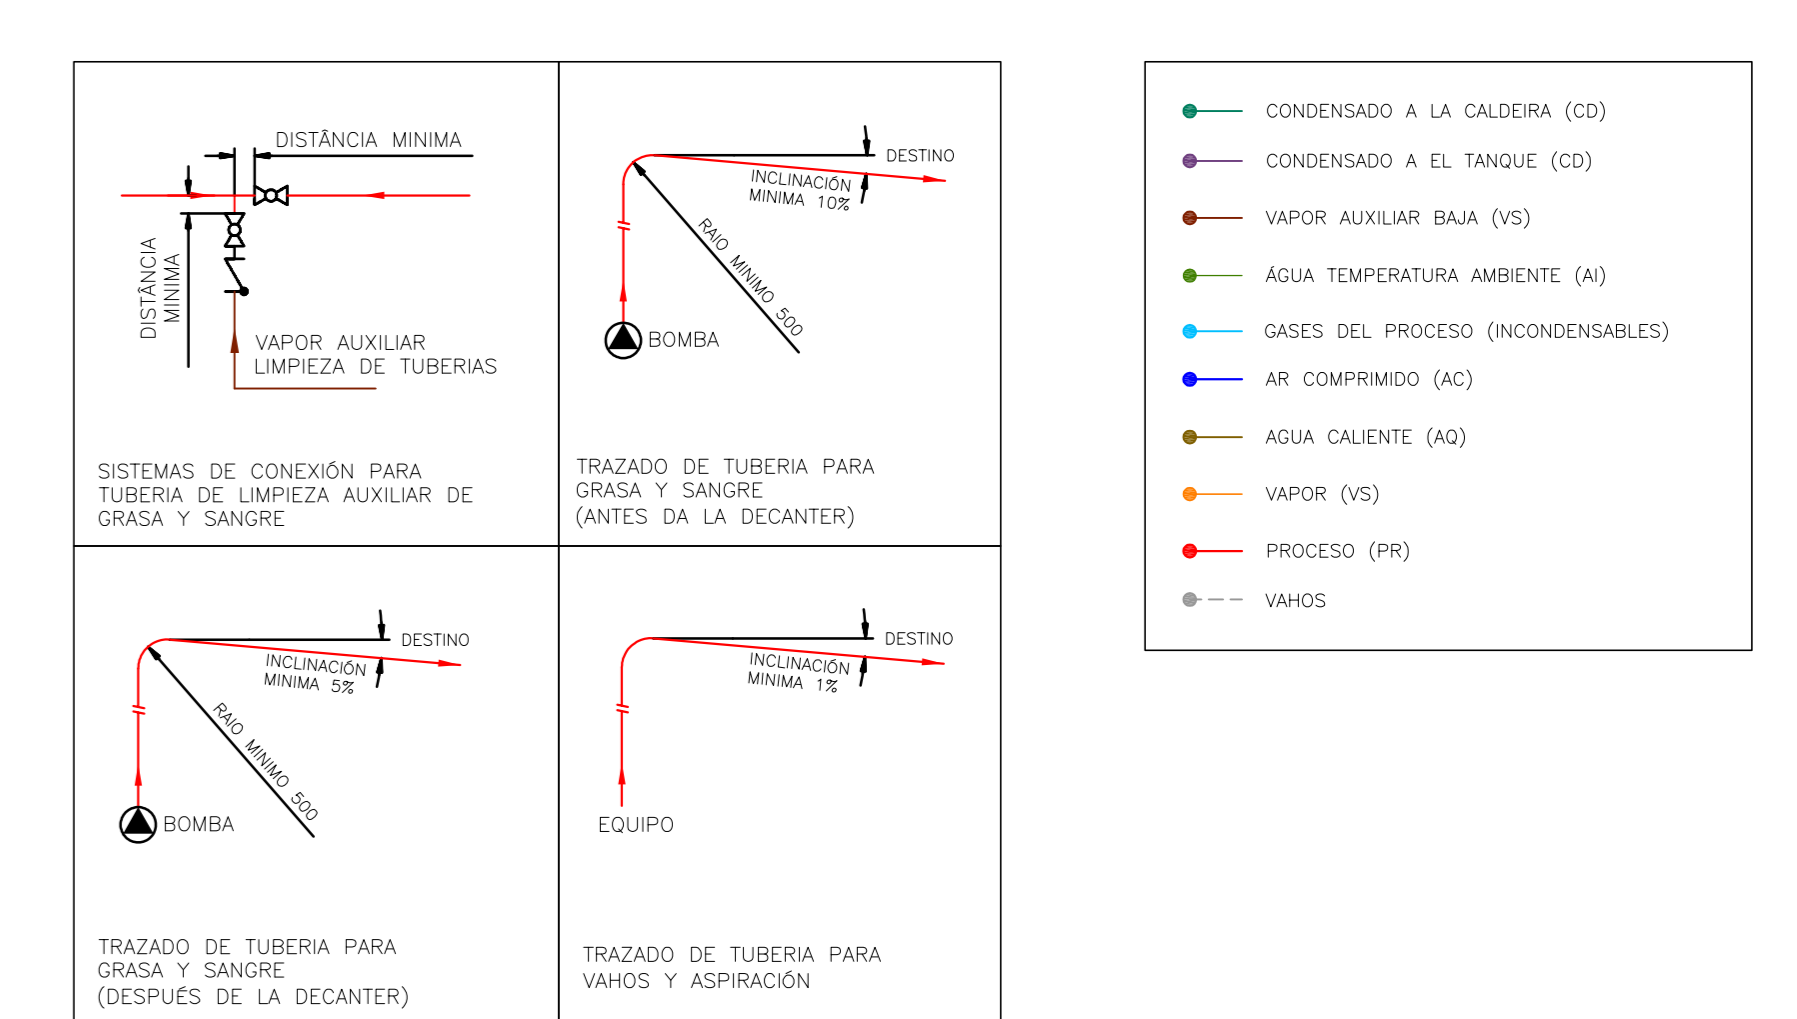 DISTÂNCIA MINIMA
DISTÂNCIA
MINIMA
VAPOR AUXILIAR
LIMPIEZA DE TUBERIAS
SISTEMAS DE CONEXIÓN PARA
TUBERIA DE LIMPIEZA AUXILIAR DE
GRASA Y SANGRE
DESTINO
INCLINACIÓN
MINIMA 10%
RAIO MINIMO 500
BOMBA
TRAZADO DE TUBERIA PARA
GRASA Y SANGRE
(ANTES DA LA DECANTER)
DESTINO
INCLINACIÓN
MINIMA 5%
RAIO MINIMO 500
BOMBA
TRAZADO DE TUBERIA PARA
GRASA Y SANGRE
(DESPUÉS DE LA DECANTER)
DESTINO
INCLINACIÓN
MINIMA 1%
EQUIPO
TRAZADO DE TUBERIA PARA
VAHOS Y ASPIRACIÓN
CONDENSADO A LA CALDEIRA (CD)
CONDENSADO A EL TANQUE (CD)
VAPOR AUXILIAR BAJA (VS)
ÁGUA TEMPERATURA AMBIENTE (AI)
GASES DEL PROCESO (INCONDENSABLES)
AR COMPRIMIDO (AC)
AGUA CALIENTE (AQ)
VAPOR (VS)
PROCESO (PR)
VAHOS